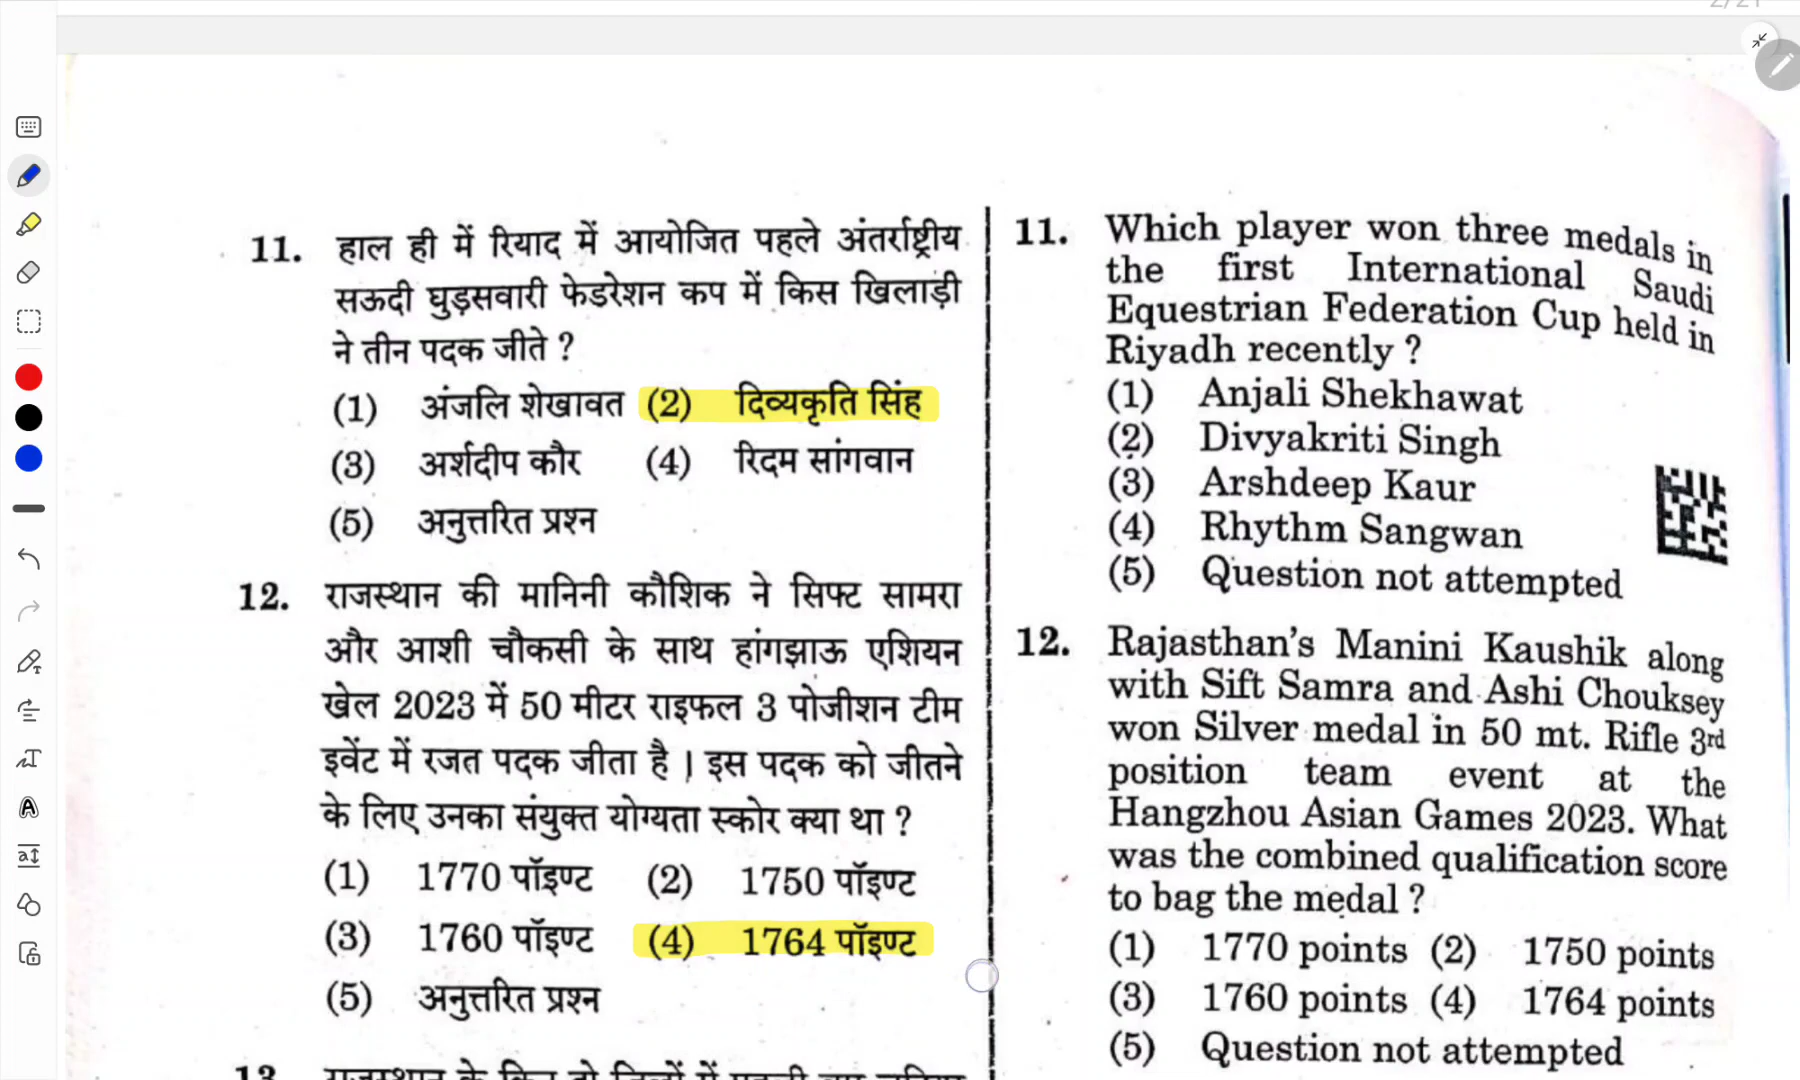 11. हाल ही में रियाद में आयोजित पहले अंतर्राष्ट्रीय
सऊदी घुड़सवारी फेडरेशन कप में किस खिलाड़ी
ने तीन पदक जीते ?
(1) अंजलि शेखावत (2) दिव्यकृति सिंह
(3) अर्शदीप कौर (4) रिदम सांगवान
(5) अनुत्तरित प्रश्न
12. राजस्थान की मानिनी कौशिक ने सिफ्ट सामरा
और आशी चौकसी के साथ हांगझाऊ एशियन
खेल 2023 में 50 मीटर राइफल 3 पोजीशन टीम
इवेंट में रजत पदक जीता है । इस पदक को जीतने
के लिए उनका संयुक्त योग्यता स्कोर क्या था ?
(1) 1770 पॉइण्ट (2) 1750 पॉइण्ट
(3) 1760 पॉइण्ट (4) 1764 पॉइण्ट
(5) अनुत्तरित प्रश्न
11. Which player won three medals in
the first International Saudi
Equestrian Federation Cup held in
Riyadh recently ?
(1) Anjali Shekhawat
(2) Divyakriti Singh
(3) Arshdeep Kaur
(4) Rhythm Sangwan
(5) Question not attempted
12. Rajasthan's Manini Kaushik along
with Sift Samra and Ashi Chouksey
won Silver medal in 50 mt. Rifle 3rd
position team event at the
Hangzhou Asian Games 2023. What
was the combined qualification score
to bag the medal ?
(1) 1770 points (2) 1750 points
(3) 1760 points (4) 1764 points
(5) Question not attempted